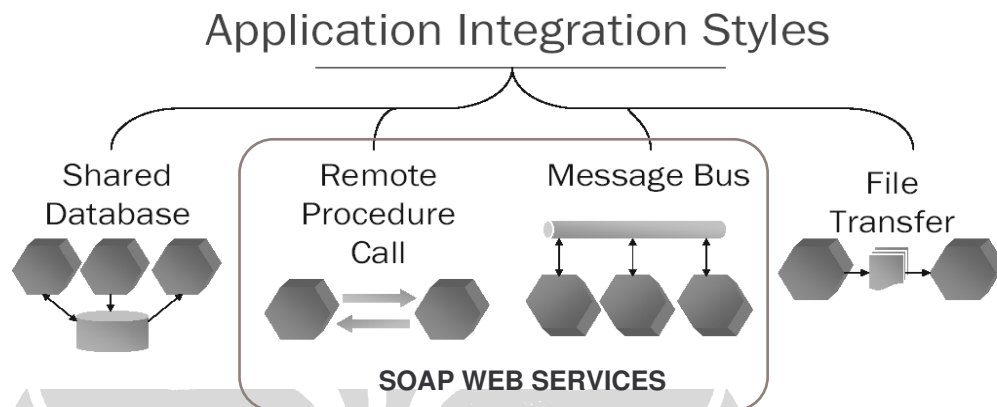 Application Integration Styles
Shared
Database
Remote
Procedure
Call
Message Bus
File
Transfer
SOAP WEB SERVICES